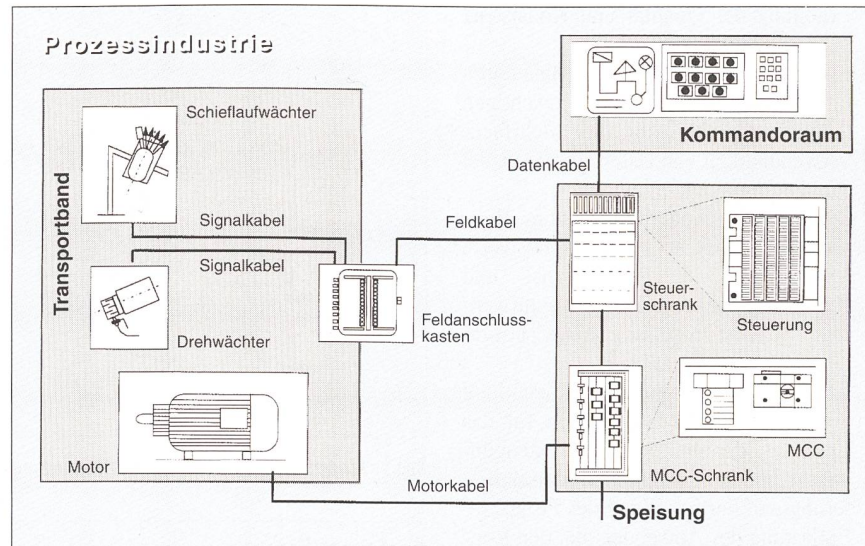 Prozessindustrie
Schieflaufwächter
Signalkabel
Signalkabel
Transportband
Drehwächter
Feldanschluss-
kasten
Motor
Motorkabel
Feldkabel
Datenkabel
Kommandoraum
Steuer-
schrank
Steuerung
MCC-Schrank
MCC
Speisung